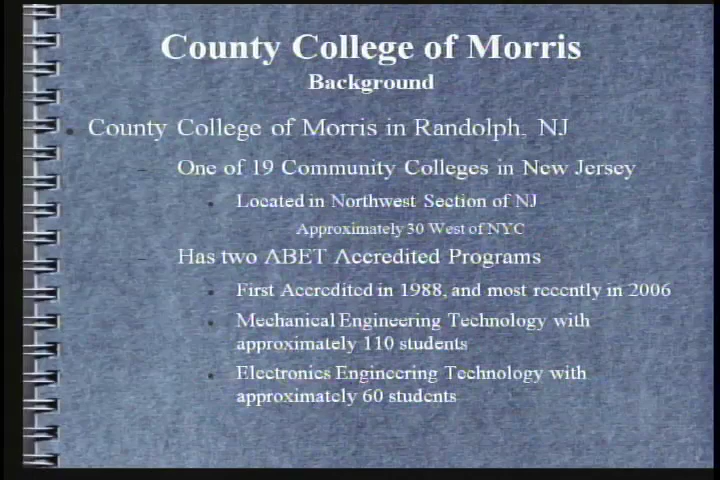 County College of Morris
Background
County College of Morris in Randolph, NJ
One of 19 Community Colleges in New Jersey
Located in Northwest Section of NJ
Approximately 30 West of NYC
Has two ABET Accredited Programs
First Accredited in 1988, and most recently in 2006
Mechanical Engineering Technology with
approximately 110 students
Electronics Engineering Technology with
approximately 60 students